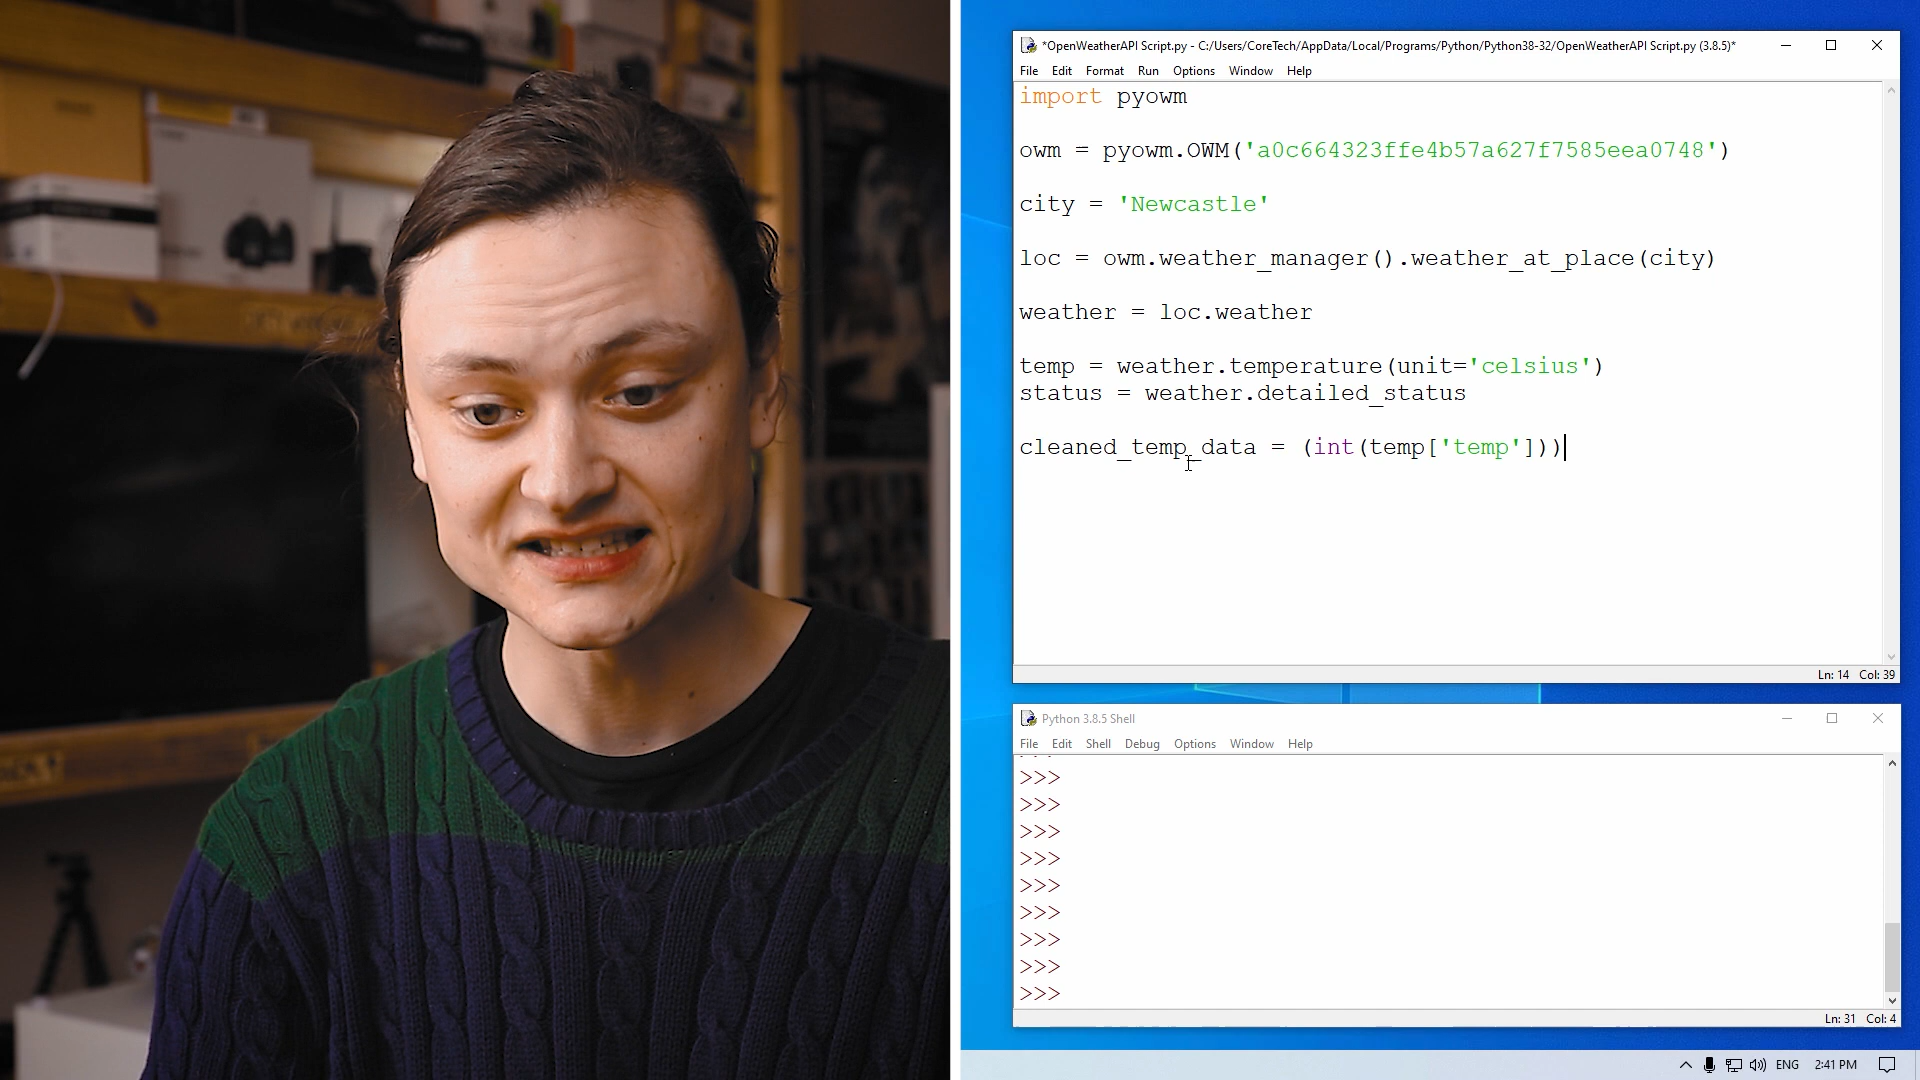 *OpenWeatherAPI Script.py - C:/Users/CoreTech/AppData/Local/Programs/Python/Python38-32/OpenWeatherAPI Script.py (3.8.5)*
File Edit Format Run Options Window Help
import pyowm
owm = pyowm.OWM('a0c664323ffe4b57a627f7585eea0748')
city = 'Newcastle'
loc = owm.weather_manager().weather_at_place(city)
weather = loc.weather
temp = weather.temperature(unit='celsius')
status = weather.detailed_status
cleaned_temp_data = (int(temp['temp']))
Ln: 14 Col: 39
Python 3.8.5 Shell
File Edit Shell Debug Options Window Help
>>>
>>>
>>>
>>>
>>>
>>>
>>>
>>>
>>>
Ln: 31 Col: 4
ENG 2:41 PM